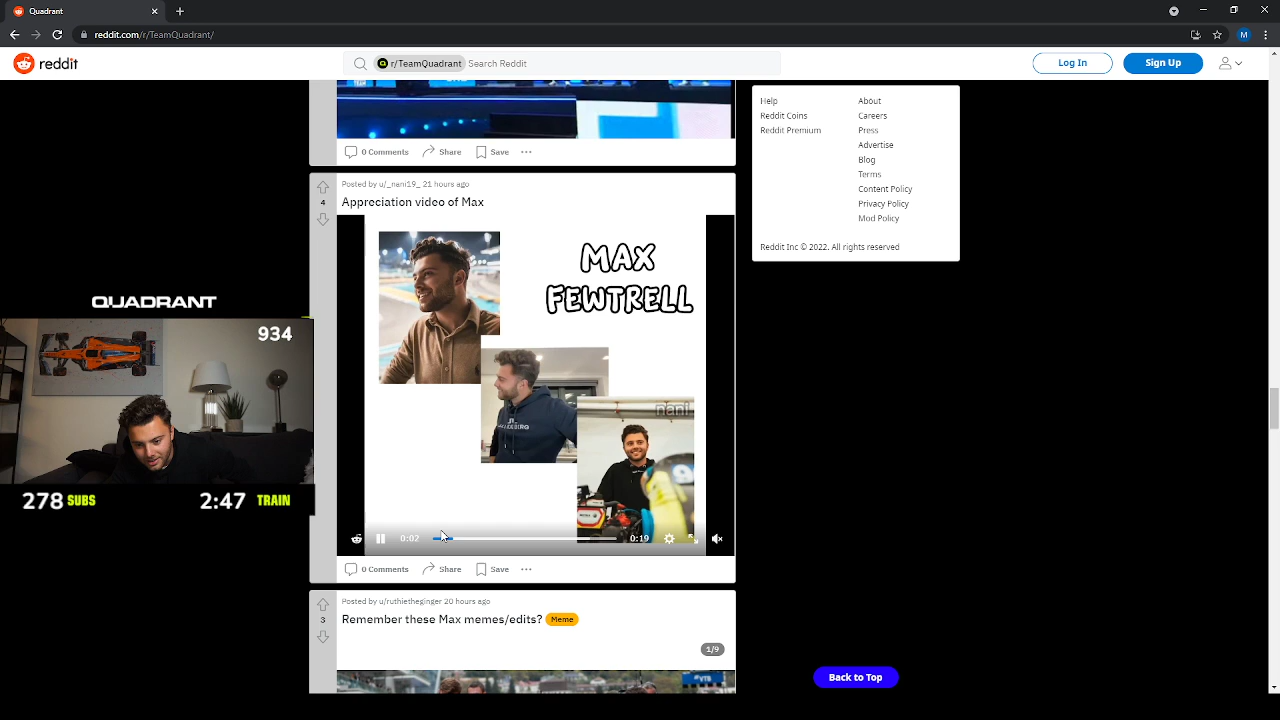 Quadrant
reddit.com/r/TeamQuadrant/
M
reddit
r/TeamQuadrant Search Reddit
Log In
Sign Up
0 Comments Share Save
Help
Reddit Coins
Reddit Premium
About
Careers
Press
Advertise
Blog
Terms
Content Policy
Privacy Policy
Mod Policy
Reddit Inc © 2022. All rights reserved
Posted by u/_nani19_ 21 hours ago
4
Appreciation video of Max
MAX
FEWTRELL
nani
0:02
0:19
0 Comments Share Save
QUADRANT
934
278 SUBS
2:47 TRAIN
Posted by u/ruthietheginger 20 hours ago
3
Remember these Max memes/edits? Meme
1/9
Back to Top